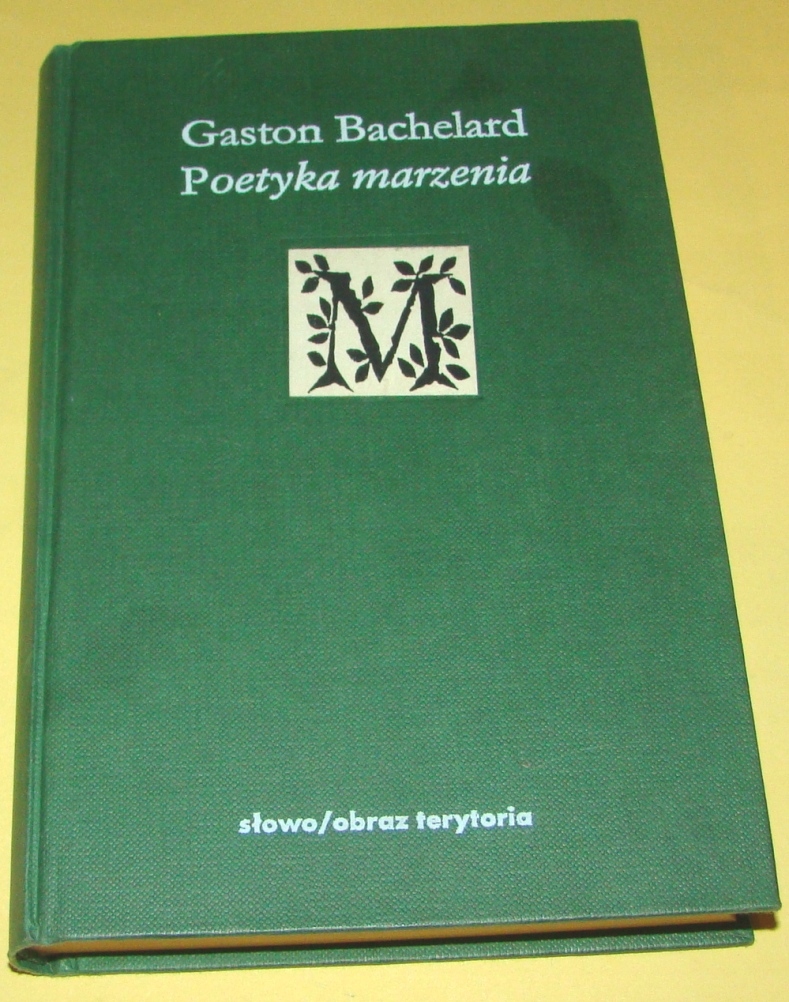 Gaston Bachelard
Poetyka marzenia
M
słowo/obraz terytoria